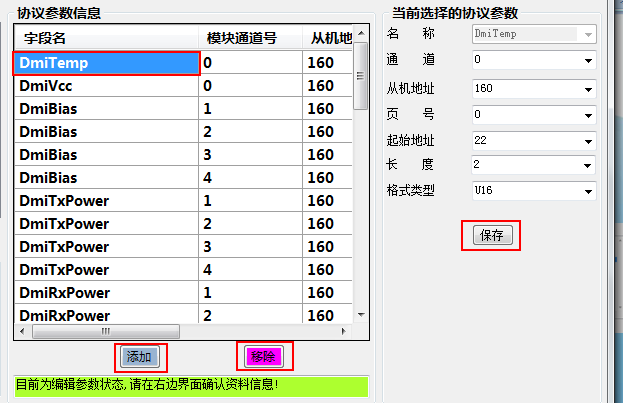 协议参数信息
字段名 模块通道号 从机地
DmiTemp 0 160
DmiVcc 0 160
DmiBias 1 160
DmiBias 2 160
DmiBias 3 160
DmiBias 4 160
DmiTxPower 1 160
DmiTxPower 2 160
DmiTxPower 3 160
DmiTxPower 4 160
DmiRxPower 1 160
DmiRxPower 2 160
添加 移除
目前为编辑参数状态,请在右边界面确认资料信息!
当前选择的协议参数
名 称 DmiTemp
通 道 0
从机地址 160
页 号 0
起始地址 22
长 度 2
格式类型 U16
保存